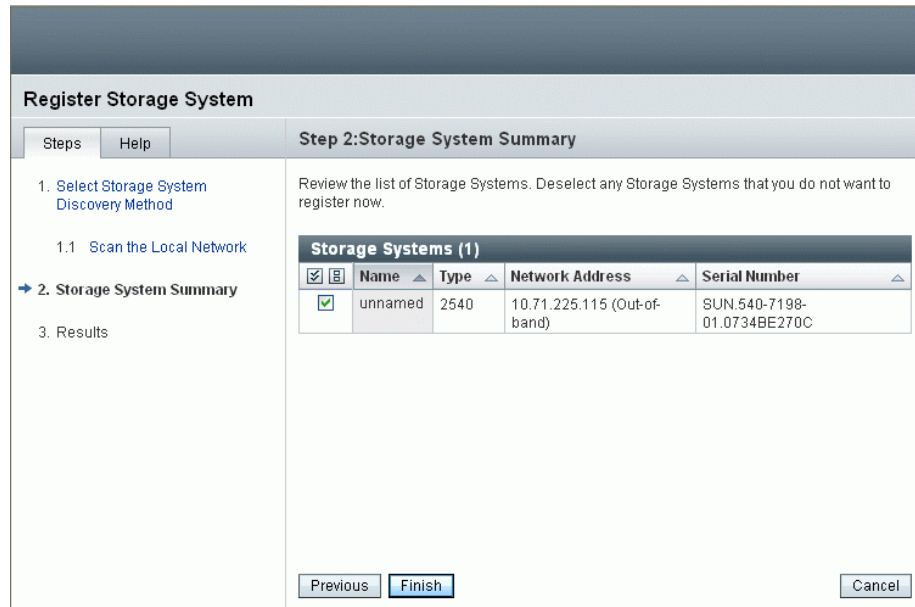 Register Storage System
Steps
Help
1. Select Storage System
Discovery Method
1.1 Scan the Local Network
2. Storage System Summary
3. Results
Step 2:Storage System Summary
Review the list of Storage Systems. Deselect any Storage Systems that you do not want to
register now.
Storage Systems (1)
Name Type Network Address Serial Number
unnamed 2540 10.71.225.115 (Out-of- SUN.540-7198-
band) 01.0734BE270C
Previous Finish Cancel